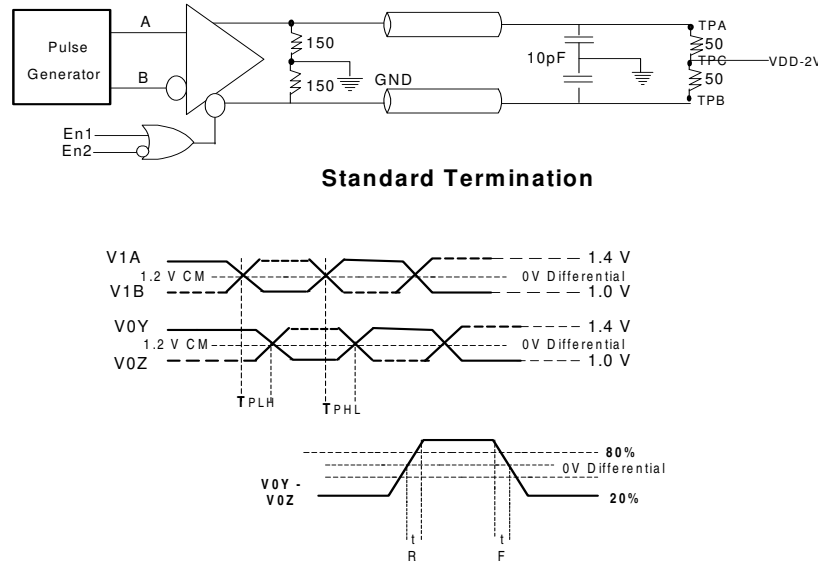 A
B
Pulse
Generator
150
150
GND
En1
En2
10pF
TPA
50
TPC
50
VDD-2V
TPB
Standard Termination
V1A
1.2 V CM
V1B
1.4 V
0V Differential
1.0 V
V0Y
1.2 V CM
V0Z
1.4 V
0V Differential
1.0 V
TPLH
TPHL
V0Y -
V0Z
80%
0V Differential
20%
t
R
t
F